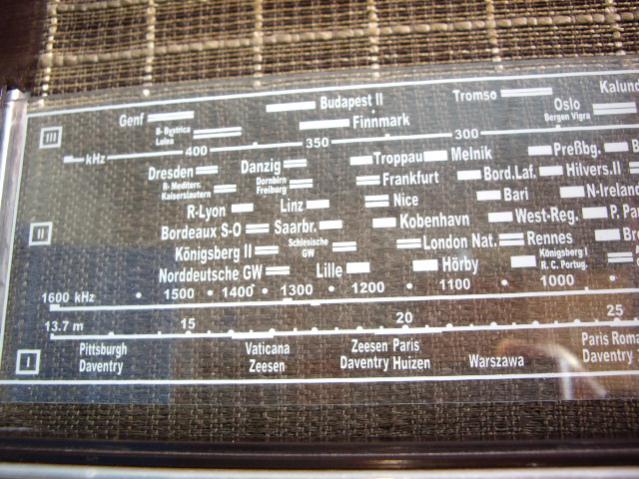 Genf Budapest II Tromsö Kalund
B-Bystrica Finnmark Oslo
Lulea Bergen Vigra
III kHz 400 350 300
Dresden Danzig Troppau Melnik Preßbg. B
R-Mediterr. Dornbirn Frankfurt Bord.Laf. Hilvers.II
Kaiserslautern Freiburg
R-Lyon Linz Nice Bari N-Ireland
II Bordeaux S-O Saarbr. Kobenhavn West-Reg. P. Pa
Königsberg II Schlesische GW London Nat. Rennes Bre
Norddeutsche GW Lille Hörby Königsberg I
R.C. Portug.
1600 kHz 1500 1400 1300 1200 1100 1000
13.7 m 15 20 25
I Pittsburgh Vaticana Zeesen Paris Warszawa Paris Roma
Daventry Zeesen Daventry Huizen Daventry